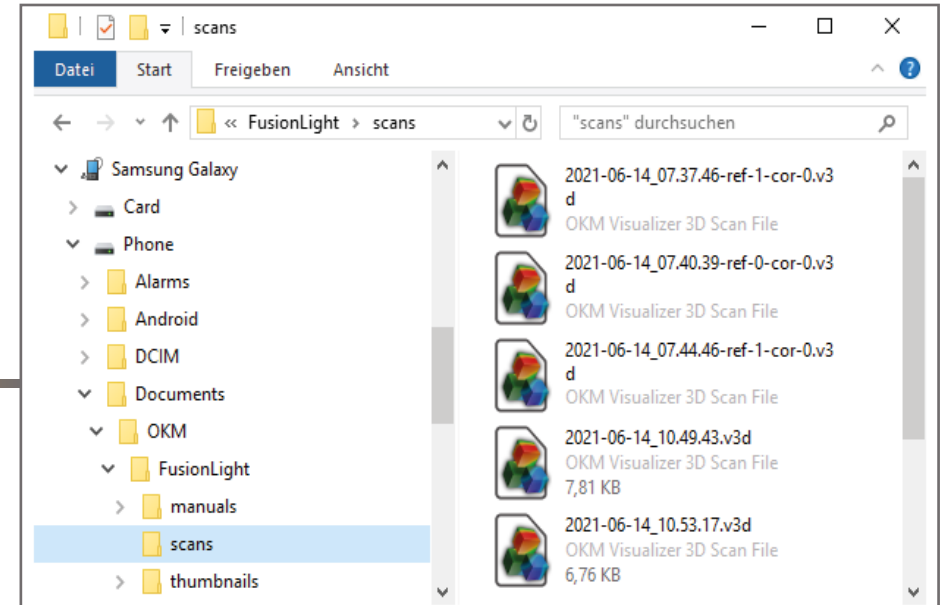 scans
Datei Start Freigeben Ansicht
« FusionLight > scans
"scans" durchsuchen
Samsung Galaxy
Card
Phone
Alarms
Android
DCIM
Documents
OKM
FusionLight
manuals
scans
thumbnails
2021-06-14_07.37.46-ref-1-cor-0.v3
d
OKM Visualizer 3D Scan File
2021-06-14_07.40.39-ref-0-cor-0.v3
d
OKM Visualizer 3D Scan File
2021-06-14_07.44.46-ref-1-cor-0.v3
d
OKM Visualizer 3D Scan File
2021-06-14_10.49.43.v3d
OKM Visualizer 3D Scan File
7,81 KB
2021-06-14_10.53.17.v3d
OKM Visualizer 3D Scan File
6,76 KB